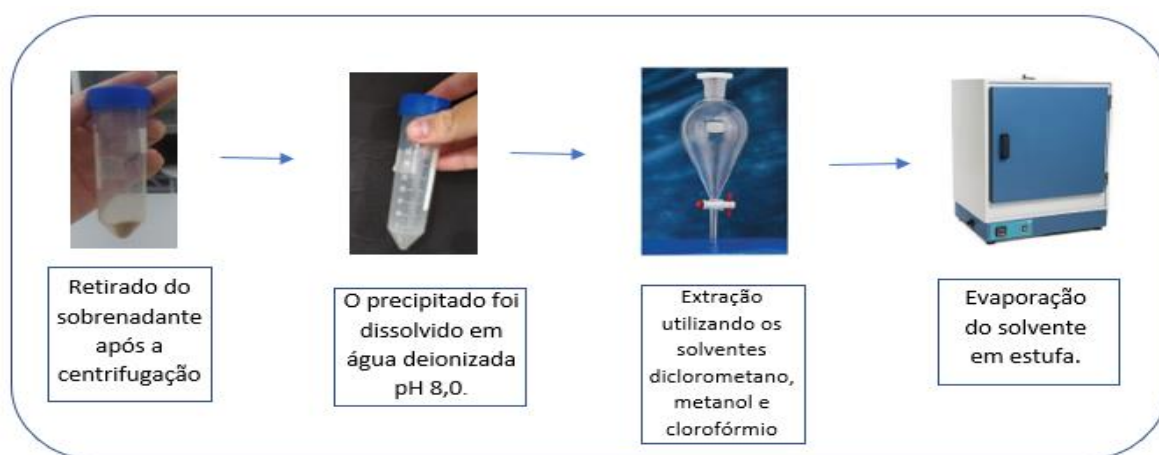 Retirado do
sobrenadante
após a
centrifugação
O precipitado foi
dissolvido em
água deionizada
pH 8,0.
Extração
utilizando os
solventes
diclorometano,
metanol e
clorofórmio
Evaporação
do solvente
em estufa.